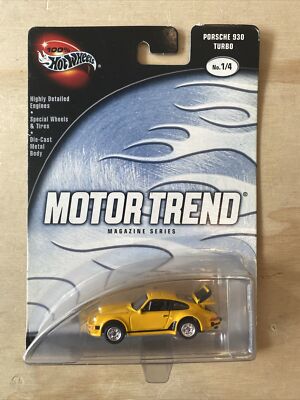 100%
Hot Wheels
PORSCHE 930
TURBO
No. 1/4
Highly Detailed
Engines
Special Wheels
& Tires
Die-Cast
Metal
Body
MOTOR TREND®
MAGAZINE SERIES